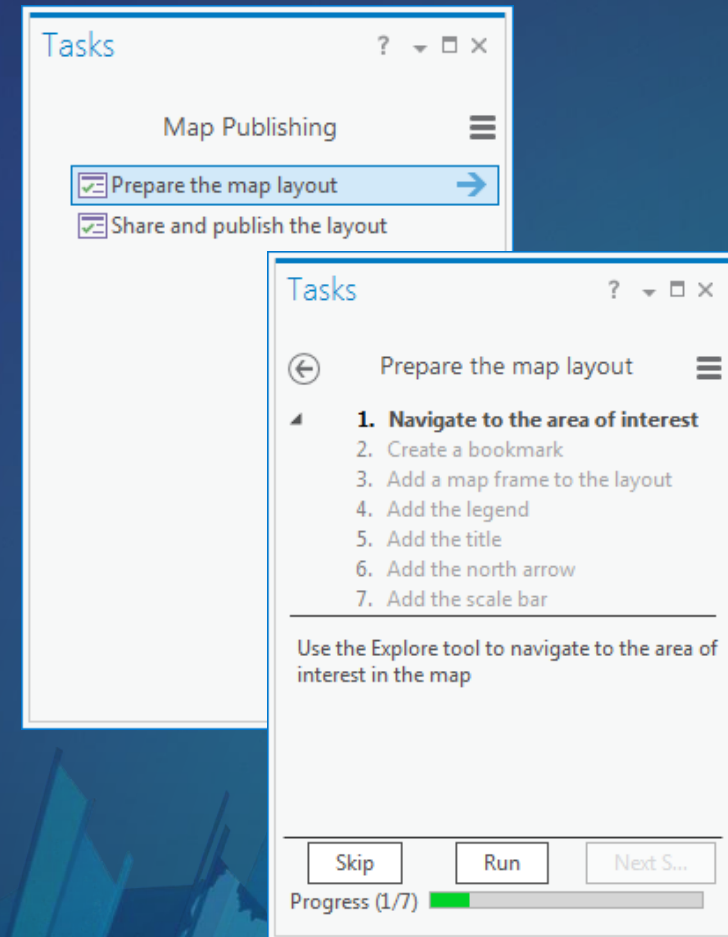 Tasks
Map Publishing
Prepare the map layout
Share and publish the layout
Tasks
Prepare the map layout
1. Navigate to the area of interest
2. Create a bookmark
3. Add a map frame to the layout
4. Add the legend
5. Add the title
6. Add the north arrow
7. Add the scale bar
Use the Explore tool to navigate to the area of
interest in the map
Skip Run Next S...
Progress (1/7)